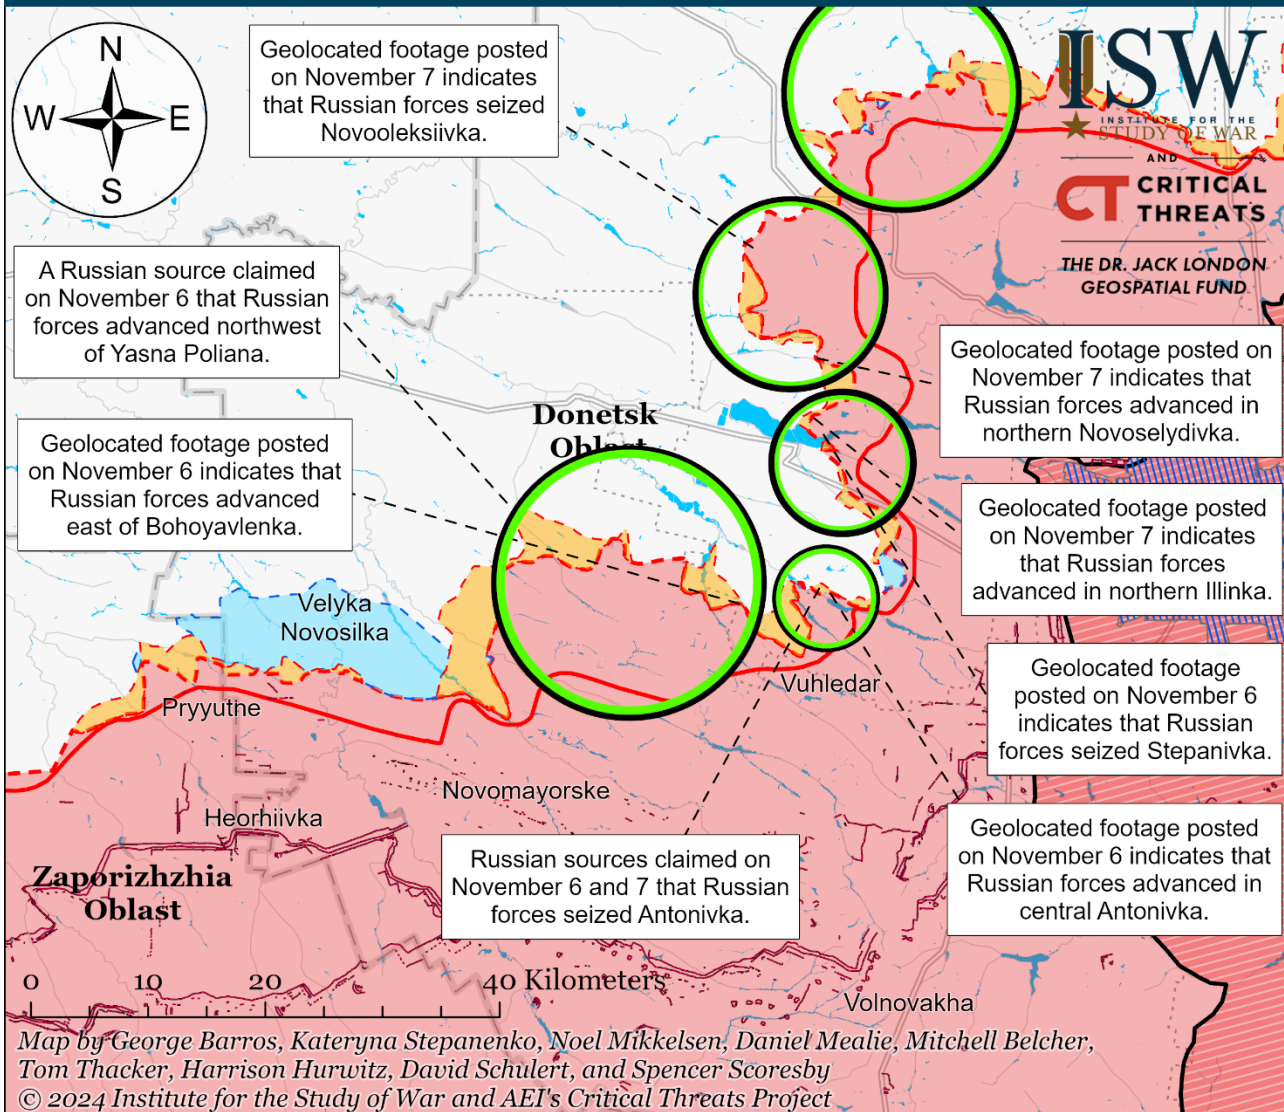 N
W
E
S
Geolocated footage posted
on November 7 indicates
that Russian forces seized
Novooleksiivka.
ISW
INSTITUTE FOR THE
STUDY OF WAR
AND
CT CRITICAL
THREATS
THE DR. JACK LONDON
GEOSPATIAL FUND
A Russian source claimed
on November 6 that Russian
forces advanced northwest
of Yasna Poliana.
Geolocated footage posted on
November 7 indicates that
Russian forces advanced in
northern Novoselydivka.
Donetsk
Oblast
Geolocated footage posted
on November 6 indicates that
Russian forces advanced
east of Bohoyavlenka.
Geolocated footage posted
on November 7 indicates
that Russian forces
advanced in northern Illinka.
Velyka
Novosilka
Vuhledar
Pryyutne
Geolocated footage
posted on November 6
indicates that Russian
forces seized Stepanivka.
Novomayorske
Heorhiivka
Zaporizhzhia
Oblast
Russian sources claimed on
November 6 and 7 that Russian
forces seized Antonivka.
Geolocated footage posted
on November 6 indicates that
Russian forces advanced in
central Antonivka.
0 10 20 40 Kilometers
Volnovakha
Map by George Barros, Kateryna Stepanenko, Noel Mikkelsen, Daniel Mealie, Mitchell Belcher,
Tom Thacker, Harrison Hurwitz, David Schulert, and Spencer Scoresby
© 2024 Institute for the Study of War and AEI's Critical Threats Project